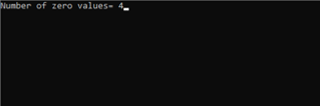 Number of zero values= 4